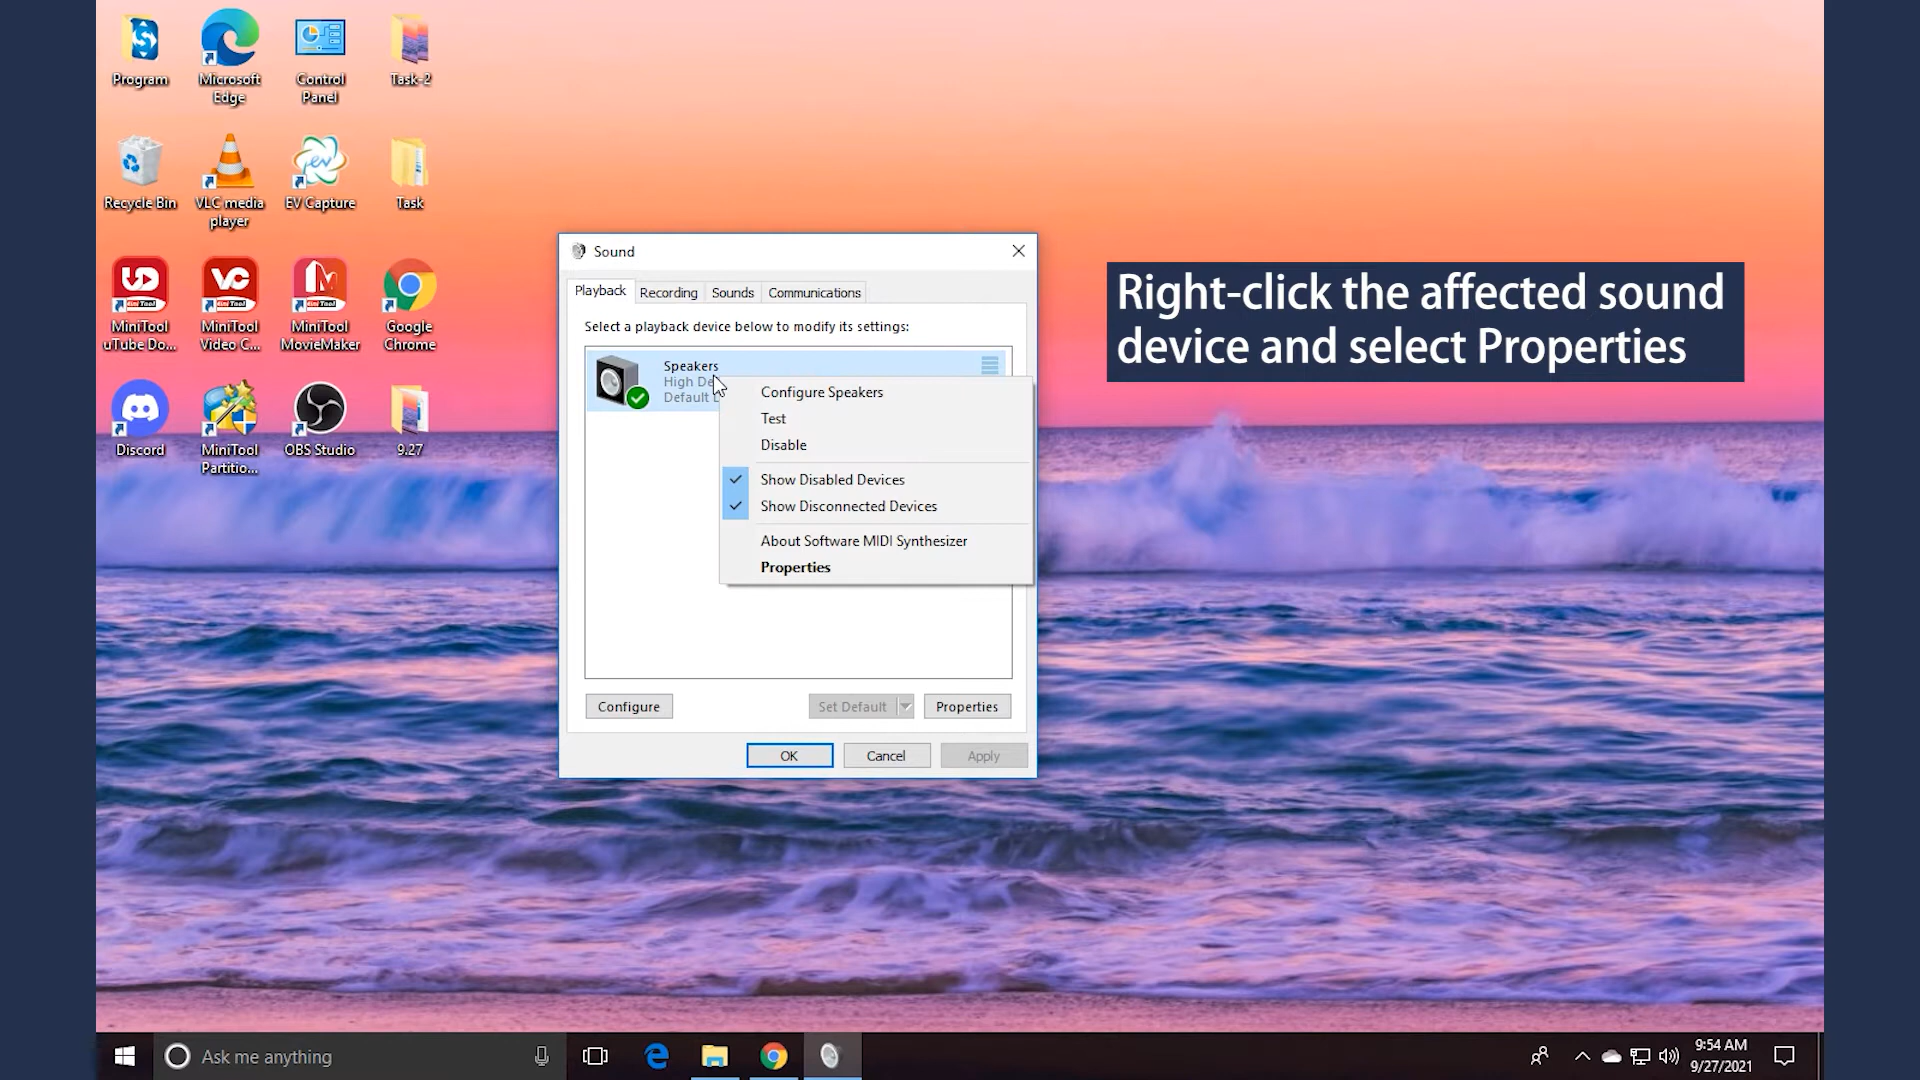 Program
Microsoft
Edge
Control
Panel
Task-2
Recycle Bin
VLC media
player
EV Capture
Task
MiniTool
uTube Do...
MiniTool
Video C...
MiniTool
MovieMaker
Google
Chrome
Discord
MiniTool
Partitio...
OBS Studio
9.27
Sound
Playback
Recording
Sounds
Communications
Select a playback device below to modify its settings:
Speakers
High De
Default
Configure Speakers
Test
Disable
Show Disabled Devices
Show Disconnected Devices
About Software MIDI Synthesizer
Properties
Configure
Set Default
Properties
OK
Cancel
Apply
Right-click the affected sound
device and select Properties
Ask me anything
9:54 AM
9/27/2021